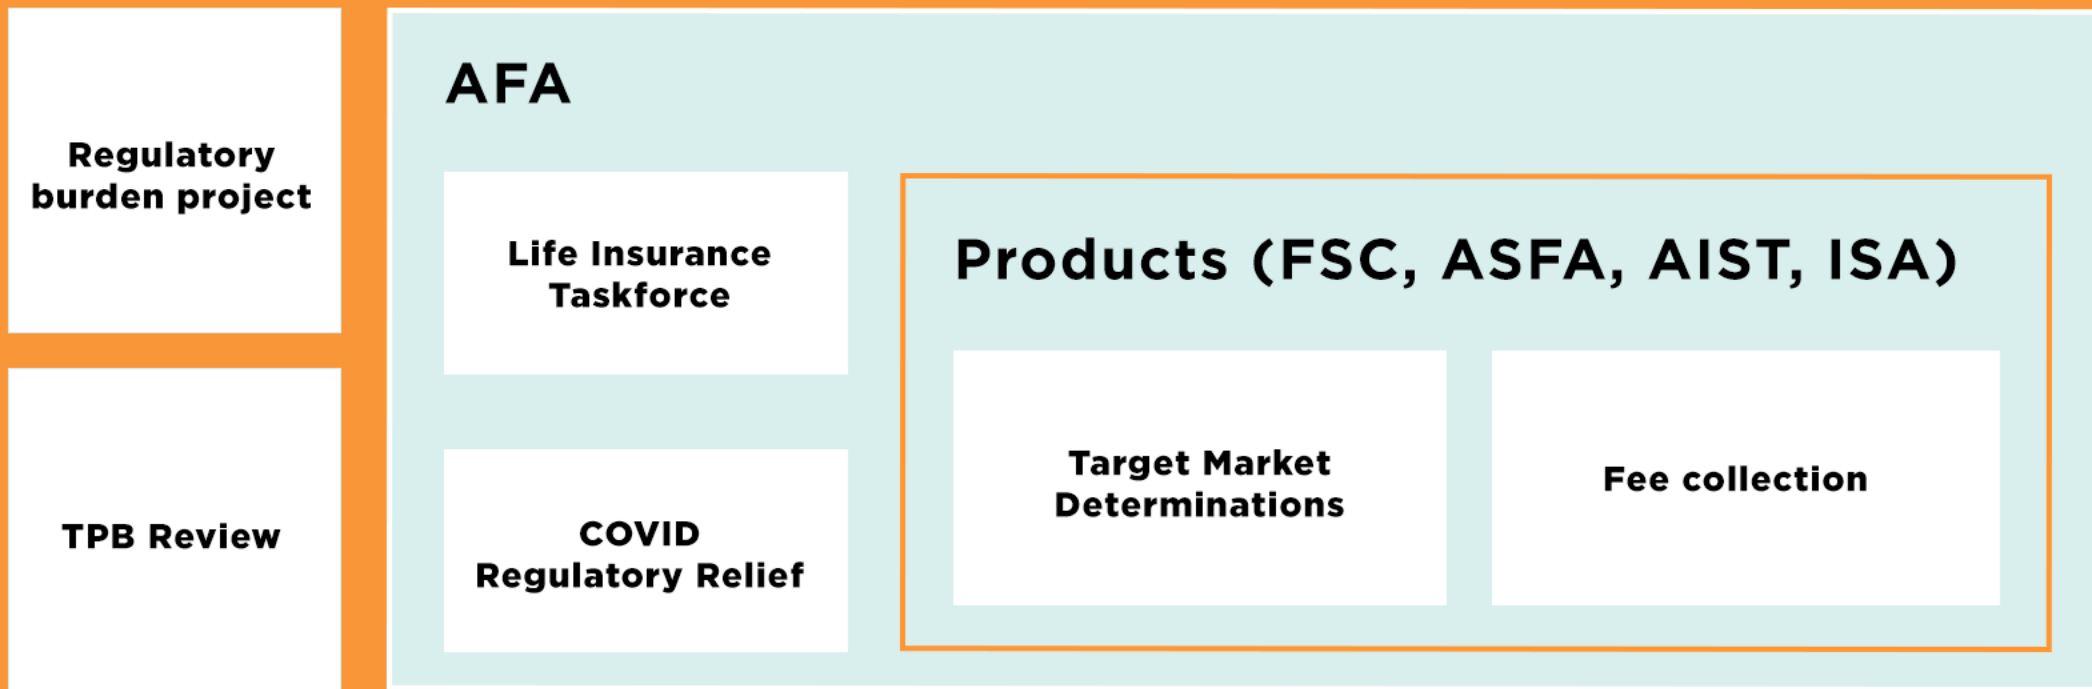 Regulatory
burden project
TPB Review
AFA
Life Insurance
Taskforce
COVID
Regulatory Relief
Products (FSC, ASFA, AIST, ISA)
Target Market
Determinations
Fee collection